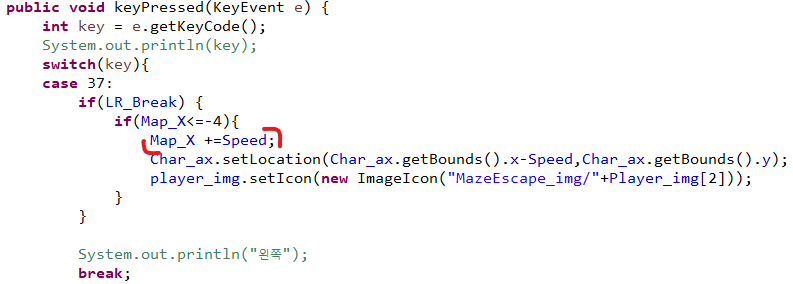 public void keyPressed(KeyEvent e) {
int key = e.getKeyCode();
System.out.println(key);
switch(key){
case 37:
if(LR_Break) {
if(Map_X<=-4){
Map_X +=Speed;
Char_ax.setLocation(Char_ax.getBounds().x-Speed,Char_ax.getBounds().y);
player_img.setIcon(new ImageIcon("MazeEscape_img/"+Player_img[2]));
}
}
System.out.println("왼쪽");
break;